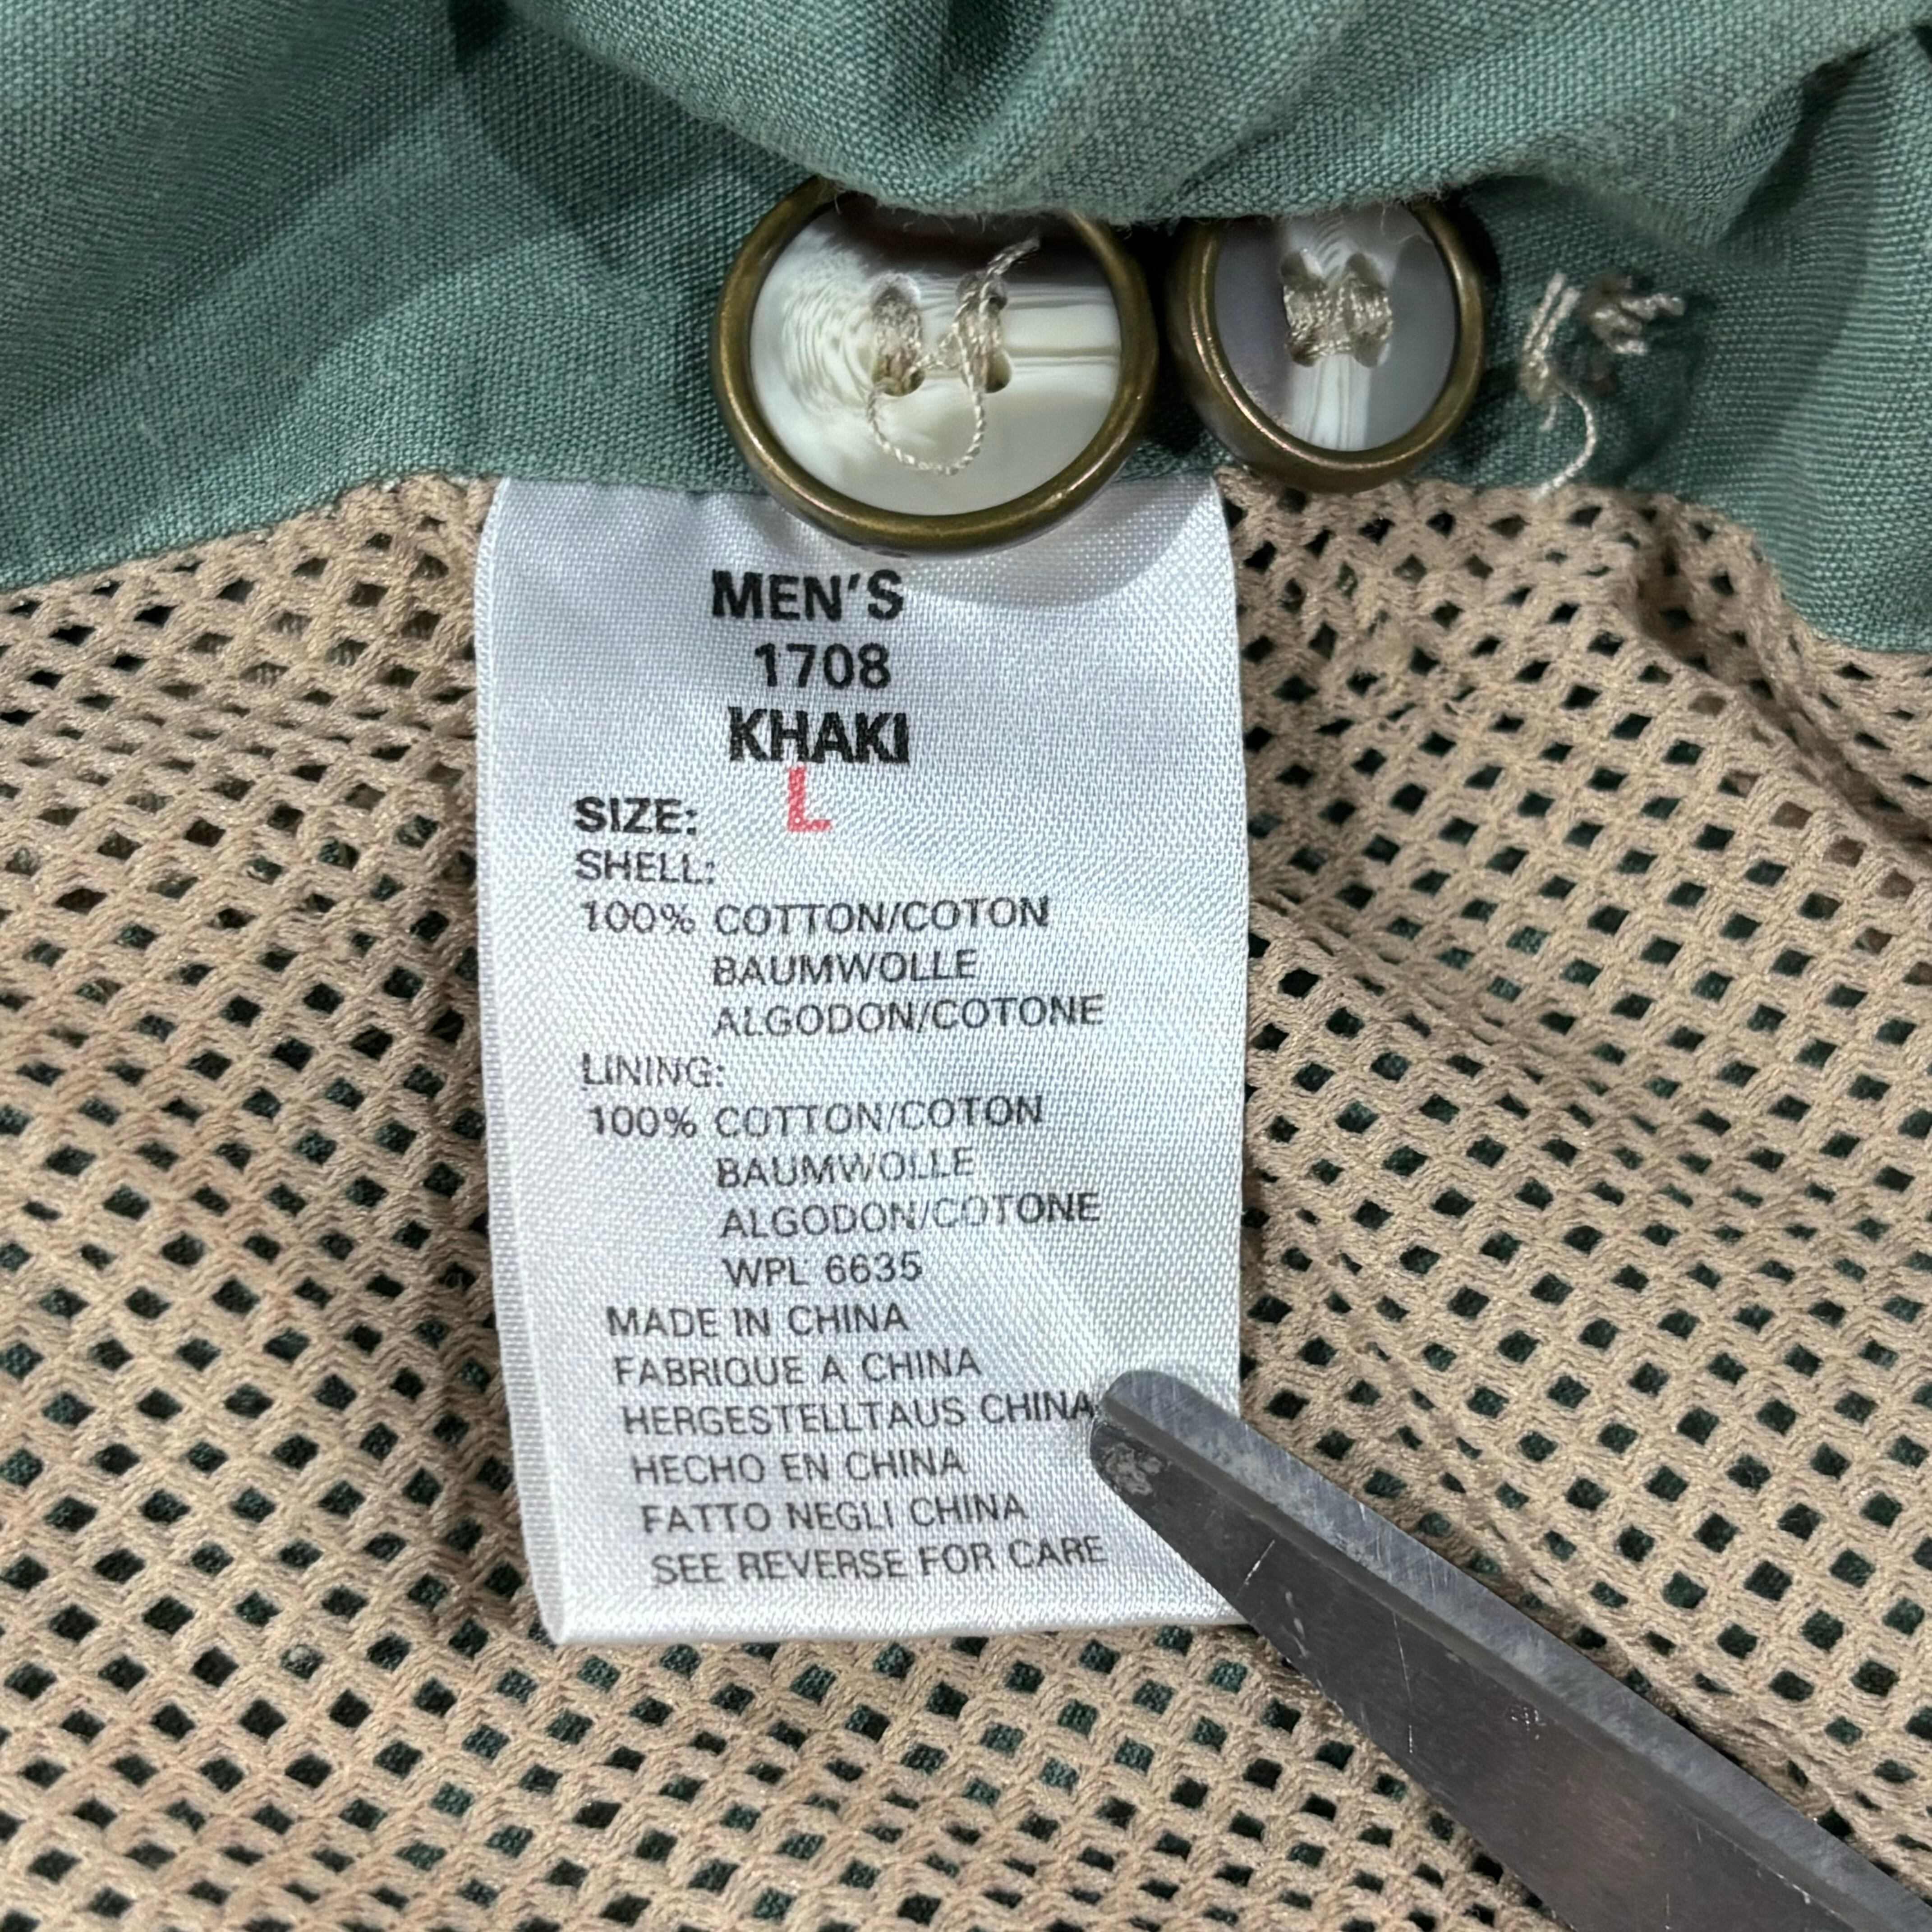 MEN'S
1708
KHAKI
SIZE: L
SHELL:
100% COTTON/COTON
BAUMWOLLE
ALGODON/COTONE
LINING:
100% COTTON/COTON
BAUMWOLLE
ALGODON/COTONE
WPL 6635
MADE IN CHINA
FABRIQUE A CHINA
HERGESTELLTAUS CHINA
HECHO EN CHINA
FATTO NEGLI CHINA
SEE REVERSE FOR CARE